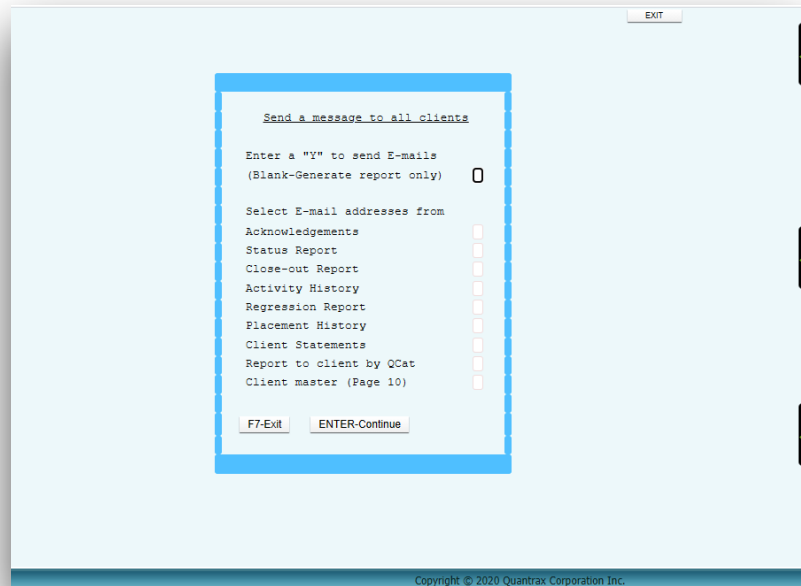 EXIT
Send a message to all clients
Enter a "Y" to send E-mails
(Blank-Generate report only)
Select E-mail addresses from
Acknowledgements
Status Report
Close-out Report
Activity History
Regression Report
Placement History
Client Statements
Report to client by QCat
Client master (Page 10)
F7-Exit ENTER-Continue
Copyright © 2020 Quantrax Corporation Inc.